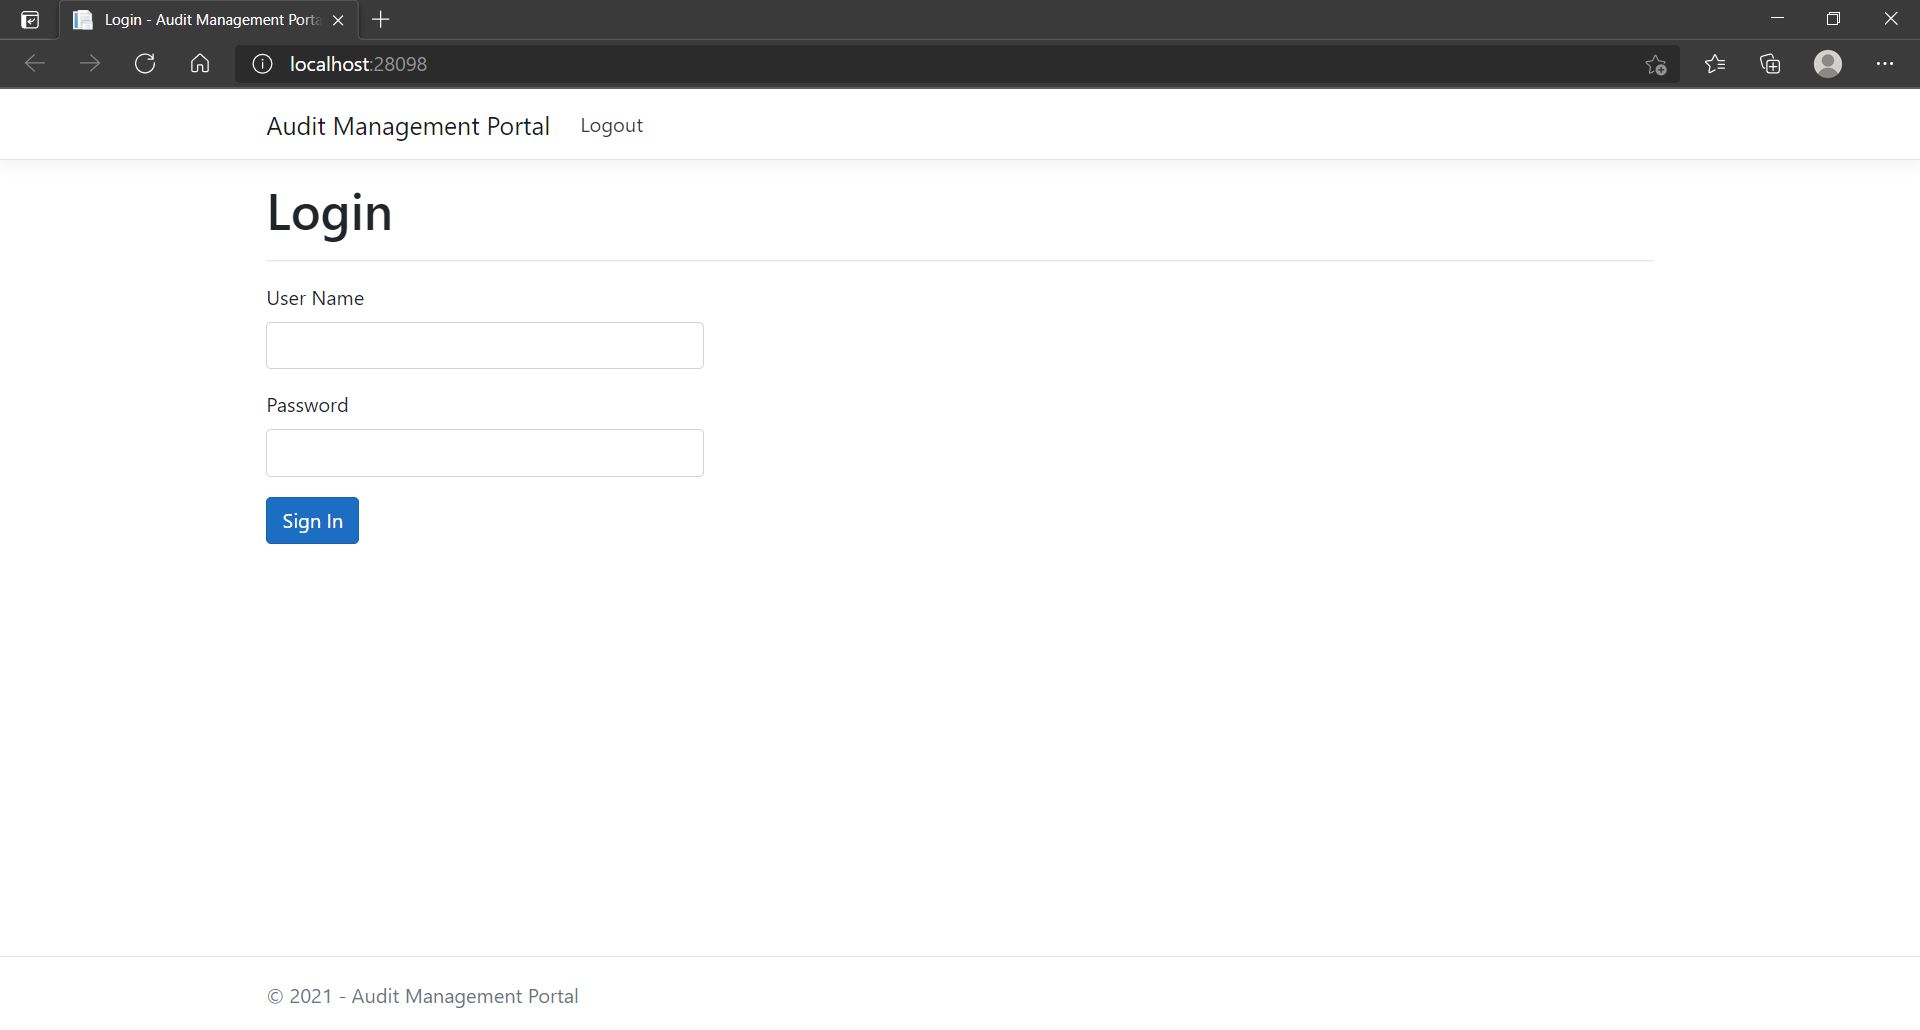 Login - Audit Management Porta
localhost:28098
Audit Management Portal Logout
Login
User Name
Password
Sign In
© 2021 - Audit Management Portal